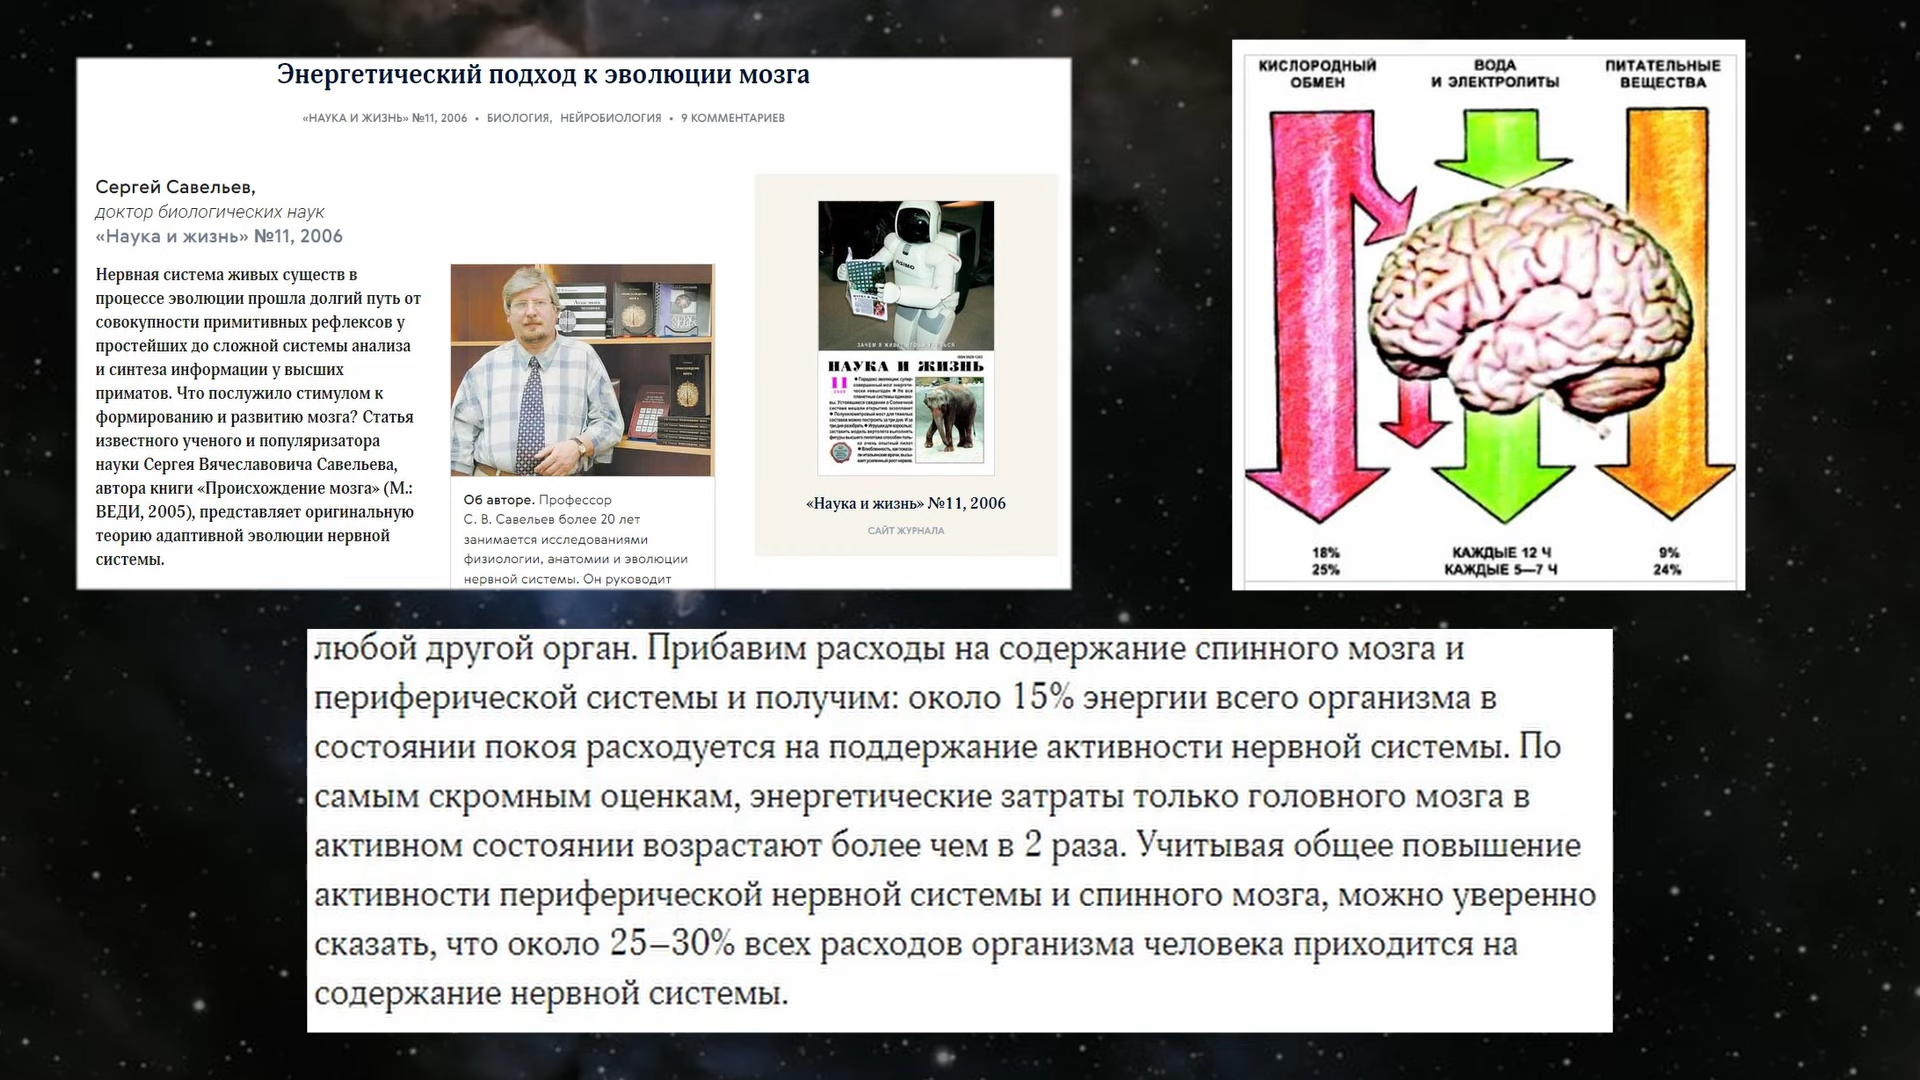 Энергетический подход к эволюции мозга
«НАУКА И ЖИЗНЬ» №11, 2006 • БИОЛОГИЯ, НЕЙРОБИОЛОГИЯ • 9 КОММЕНТАРИЕВ
Сергей Савельев,
доктор биологических наук
«Наука и жизнь» №11, 2006
Нервная система живых существ в
процессе эволюции прошла долгий путь от
совокупности примитивных рефлексов у
простейших до сложной системы анализа
и синтеза информации у высших
приматов. Что послужило стимулом к
формированию и развитию мозга? Статья
известного ученого и популяризатора
науки Сергея Вячеславовича Савельева,
автора книги «Происхождение мозга» (М.:
ВЕДИ, 2005), представляет оригинальную
теорию адаптивной эволюции нервной
системы.
Об авторе. Профессор
С. В. Савельев более 20 лет
занимается исследованиями
физиологии, анатомии и эволюции
нервной системы. Он руководит
ASIMO
НАУКА И ЖИЗНЬ
11
«Наука и жизнь» №11, 2006
САЙТ ЖУРНАЛА
КИСЛОРОДНЫЙ
ОБМЕН
ВОДА
И ЭЛЕКТРОЛИТЫ
ПИТАТЕЛЬНЫЕ
ВЕЩЕСТВА
18%
25%
КАЖДЫЕ 12 Ч
КАЖДЫЕ 5—7 Ч
9%
24%
любой другой орган. Прибавим расходы на содержание спинного мозга и
периферической системы и получим: около 15% энергии всего организма в
состоянии покоя расходуется на поддержание активности нервной системы. По
самым скромным оценкам, энергетические затраты только головного мозга в
активном состоянии возрастают более чем в 2 раза. Учитывая общее повышение
активности периферической нервной системы и спинного мозга, можно уверенно
сказать, что около 25–30% всех расходов организма человека приходится на
содержание нервной системы.